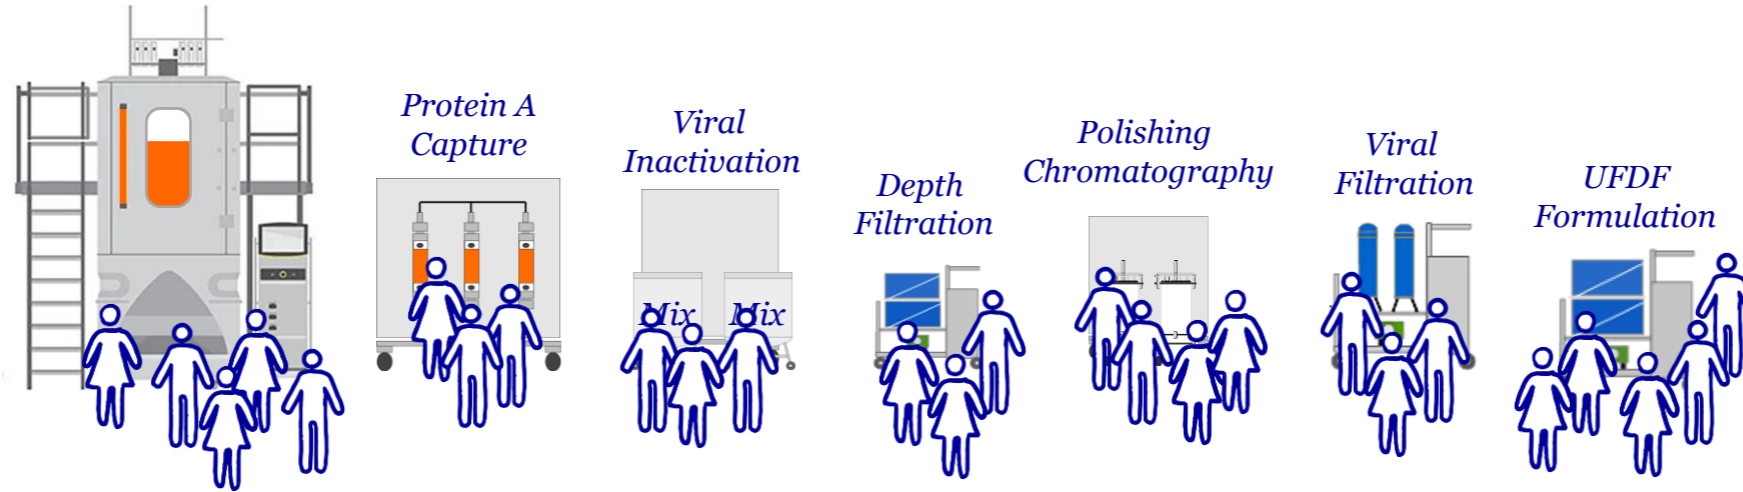 Protein A
Capture
Viral
Inactivation
Mix
Mix
Depth
Filtration
Polishing
Chromatography
Viral
Filtration
UFDF
Formulation